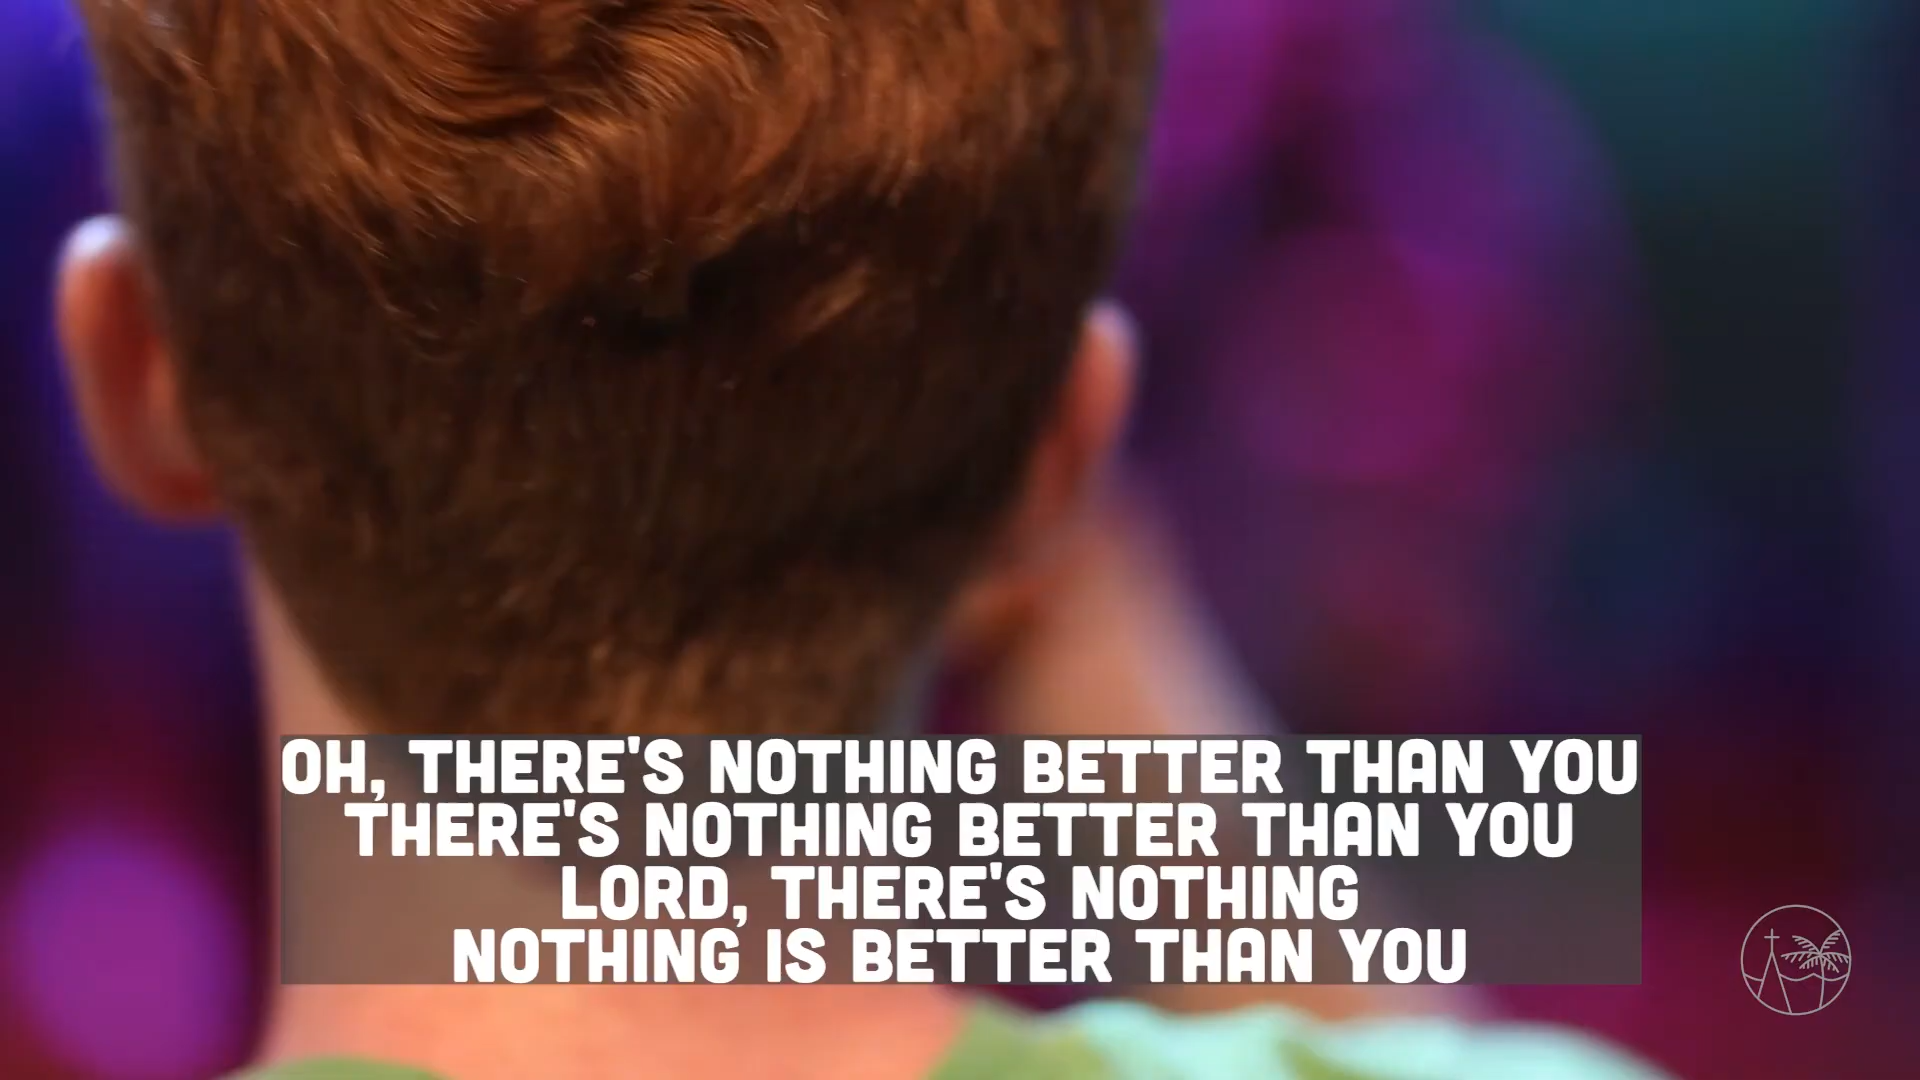 OH, THERE'S NOTHING BETTER THAN YOU
THERE'S NOTHING BETTER THAN YOU
LORD, THERE'S NOTHING
NOTHING IS BETTER THAN YOU